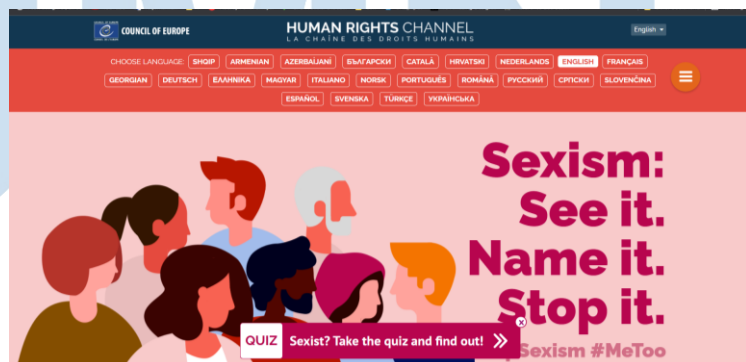 COUNCIL OF EUROPE
HUMAN RIGHTS CHANNEL
LA CHAÎNE DES DROITS HUMAINS
English
CHOOSE LANGUAGE: SHQIP ARMENIAN AZERBAIJANI БЪЛГАРСКИ CATALÀ HRVATSKI NEDERLANDS ENGLISH FRANÇAIS
GEORGIAN DEUTSCH ΕΛΛΗΝΙΚΑ MAGYAR ITALIANO NORSK PORTUGUÊS ROMÂNĂ РУССКИЙ СРПСКИ SLOVENČINA
ESPAÑOL SVENSKA TÜRKÇE УКРАЇНСЬКА
Sexism:
See it.
Name it.
Stop it.
QUIZ Sexist? Take the quiz and find out!
Sexism #MeToo